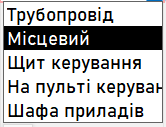 Трубопровід
Місцевий
Щит керування
На пульті керуван
Шафа приладів